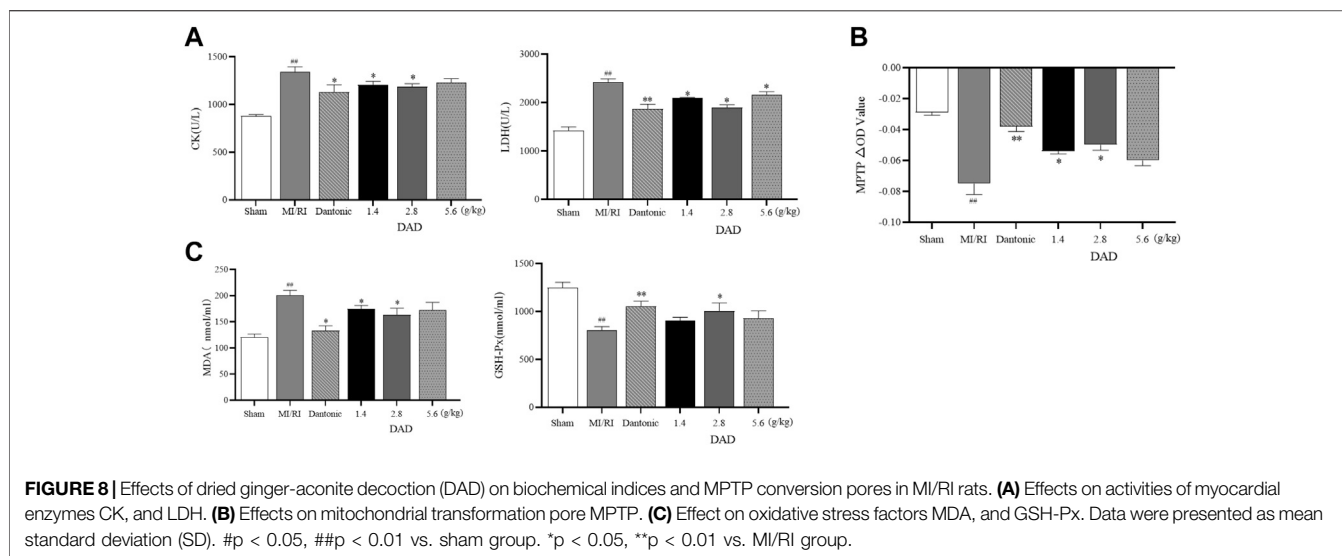 A
B
CK(U/L)
1500
1000
500
0
##
*
*
*
Sham
MI/RI
Dantonic
1.4
2.8
5.6 (g/kg)
DAD
LDH(U/L)
3000
2000
1000
0
##
**
*
*
*
Sham
MI/RI
Dantonic
1.4
2.8
5.6 (g/kg)
DAD
MPTP △OD Value
0.00
-0.02
-0.04
-0.06
-0.08
-0.10
##
**
*
*
Sham
MI/RI
Dantonic
1.4
2.8
5.6 (g/kg)
DAD
C
MDA( nmol/ml)
250
200
150
100
50
0
##
*
*
*
Sham
MI/RI
Dantonic
1.4
2.8
5.6 (g/kg)
DAD
GSH-Px(nmol/ml)
1500
1000
500
0
##
**
*
Sham
MI/RI
Dantonic
1.4
2.8
5.6 (g/kg)
DAD
FIGURE 8 | Effects of dried ginger-aconite decoction (DAD) on biochemical indices and MPTP conversion pores in MI/RI rats. (A) Effects on activities of myocardial
enzymes CK, and LDH. (B) Effects on mitochondrial transformation pore MPTP. (C) Effect on oxidative stress factors MDA, and GSH-Px. Data were presented as mean
standard deviation (SD). #p < 0.05, ##p < 0.01 vs. sham group. *p < 0.05, **p < 0.01 vs. MI/RI group.